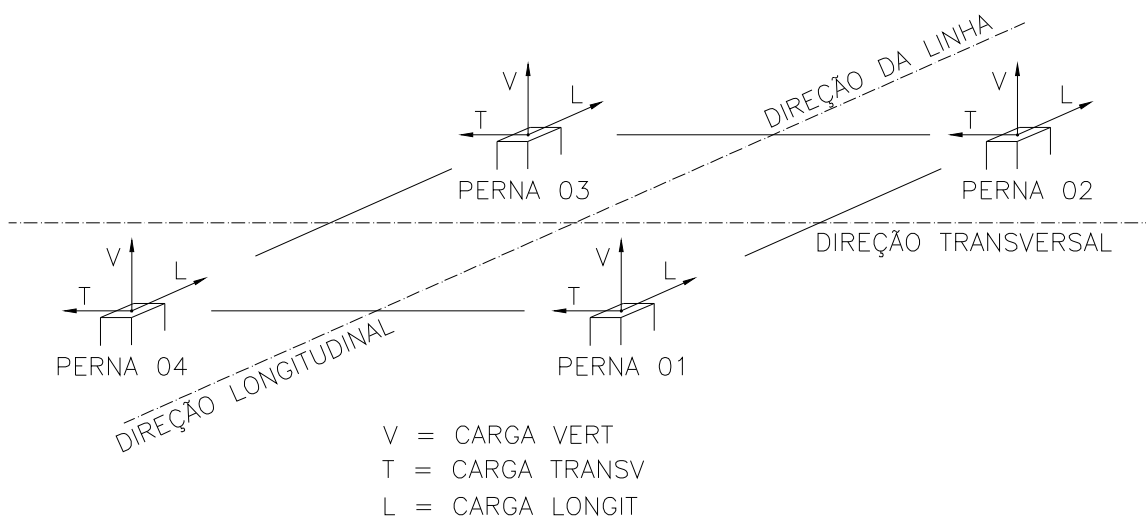 DIREÇÃO DA LINHA
V
L
T
PERNA 03
V
L
T
PERNA 02
DIREÇÃO TRANSVERSAL
V
L
T
PERNA 04
V
L
T
PERNA 01
DIREÇÃO LONGITUDINAL
V = CARGA VERT
T = CARGA TRANSV
L = CARGA LONGIT